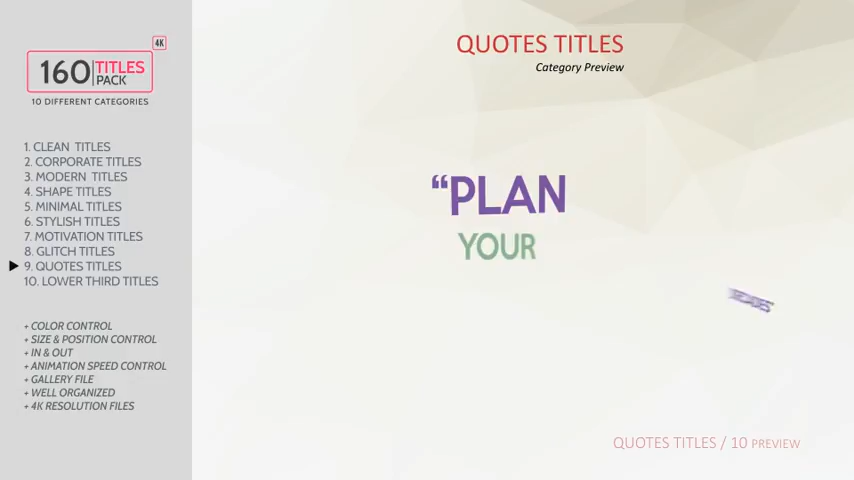 4K
160 TITLES PACK
10 DIFFERENT CATEGORIES
1. CLEAN TITLES
2. CORPORATE TITLES
3. MODERN TITLES
4. SHAPE TITLES
5. MINIMAL TITLES
6. STYLISH TITLES
7. MOTIVATION TITLES
8. GLITCH TITLES
9. QUOTES TITLES
10. LOWER THIRD TITLES
+ COLOR CONTROL
+ SIZE & POSITION CONTROL
+ IN & OUT
+ ANIMATION SPEED CONTROL
+ GALLERY FILE
+ WELL ORGANIZED
+ 4K RESOLUTION FILES
QUOTES TITLES
Category Preview
“PLAN
YOUR
QUOTES TITLES / 10 PREVIEW